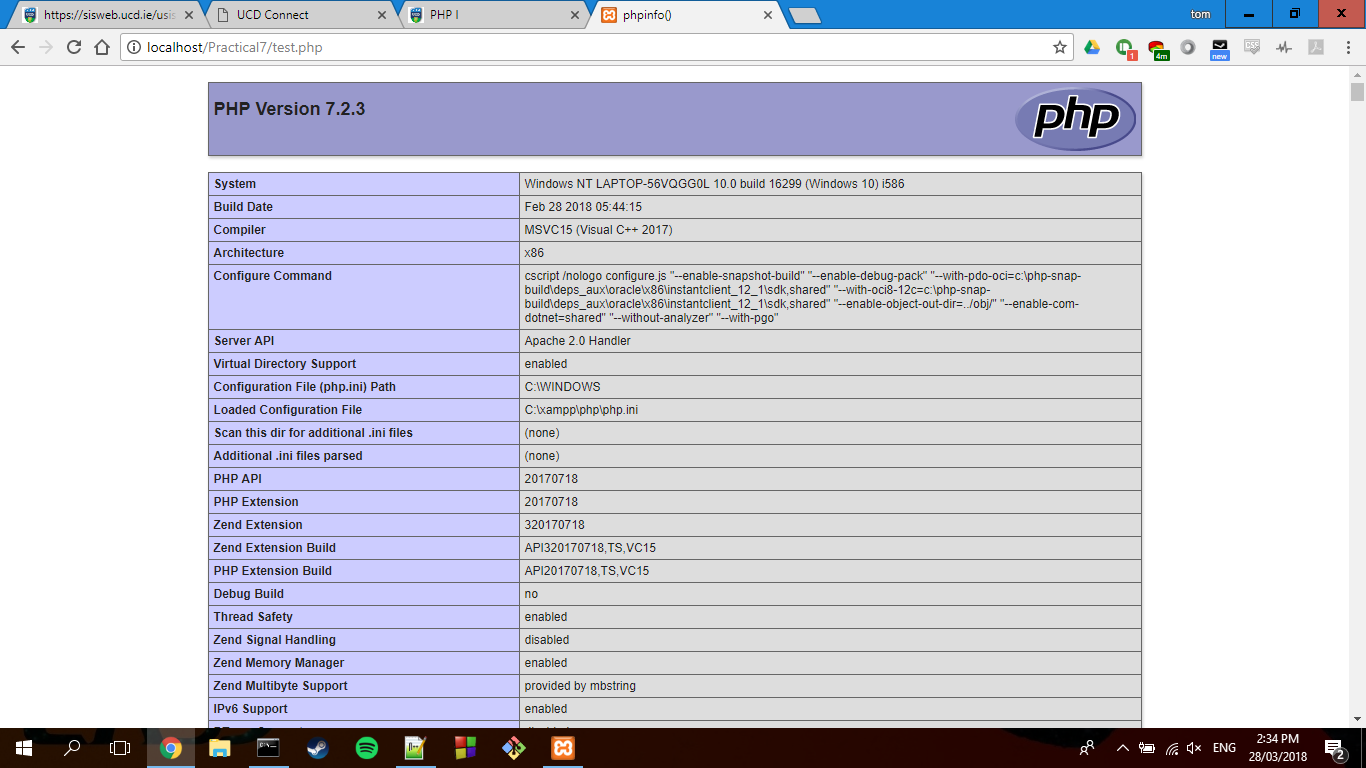 https://sisweb.ucd.ie/usis
UCD Connect
PHP I
phpinfo()
tom
localhost/Practical7/test.php
1
4m
new
CSF
PHP Version 7.2.3
php
System Windows NT LAPTOP-56VQGG0L 10.0 build 16299 (Windows 10) i586
Build Date Feb 28 2018 05:44:15
Compiler MSVC15 (Visual C++ 2017)
Architecture x86
Configure Command cscript /nologo configure.js "--enable-snapshot-build" "--enable-debug-pack" "--with-pdo-oci=c:\php-snap-
build\deps_aux\oracle\x86\instantclient_12_1\sdk,shared" "--with-oci8-12c=c:\php-snap-
build\deps_aux\oracle\x86\instantclient_12_1\sdk,shared" "--enable-object-out-dir=../obj/" "--enable-com-
dotnet=shared" "--without-analyzer" "--with-pgo"
Server API Apache 2.0 Handler
Virtual Directory Support enabled
Configuration File (php.ini) Path C:\WINDOWS
Loaded Configuration File C:\xampp\php\php.ini
Scan this dir for additional .ini files (none)
Additional .ini files parsed (none)
PHP API 20170718
PHP Extension 20170718
Zend Extension 320170718
Zend Extension Build API320170718,TS,VC15
PHP Extension Build API20170718,TS,VC15
Debug Build no
Thread Safety enabled
Zend Signal Handling disabled
Zend Memory Manager enabled
Zend Multibyte Support provided by mbstring
IPv6 Support enabled
ENG
2:34 PM
28/03/2018
2